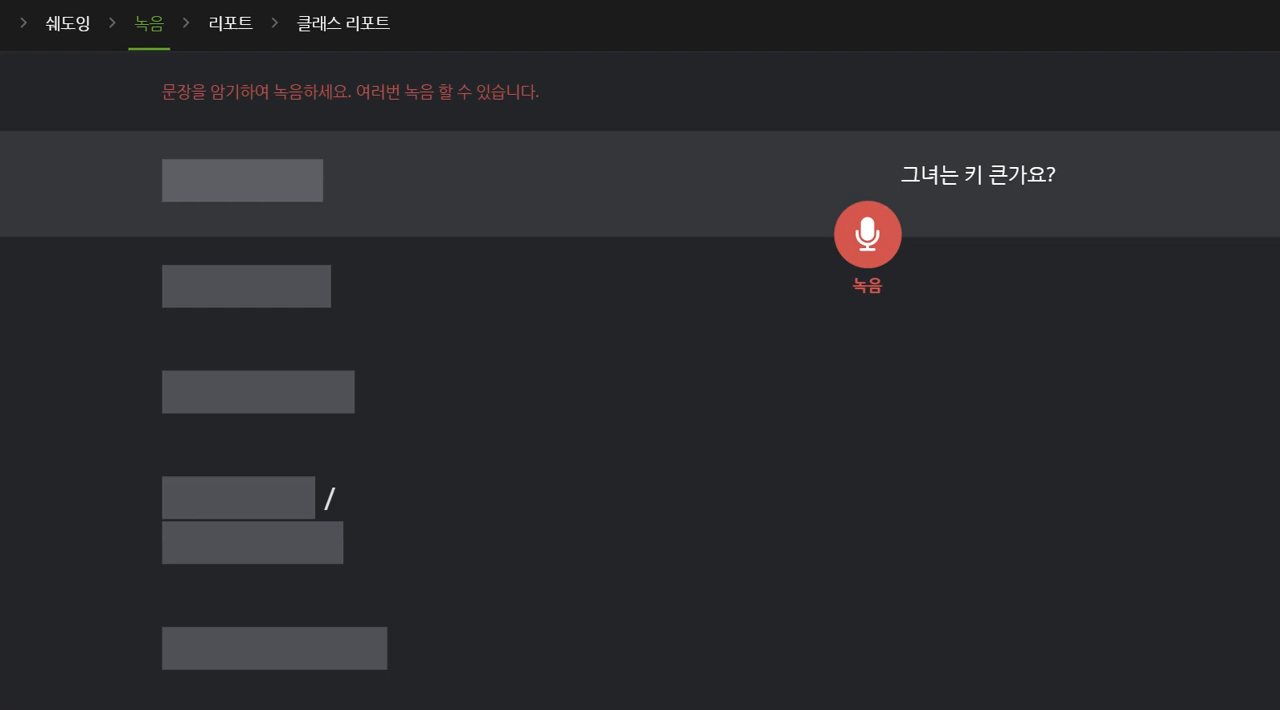 쉐도잉 녹음 리포트 클래스 리포트
문장을 암기하여 녹음하세요. 여러번 녹음 할 수 있습니다.
그녀는 키 큰가요?
녹음
/